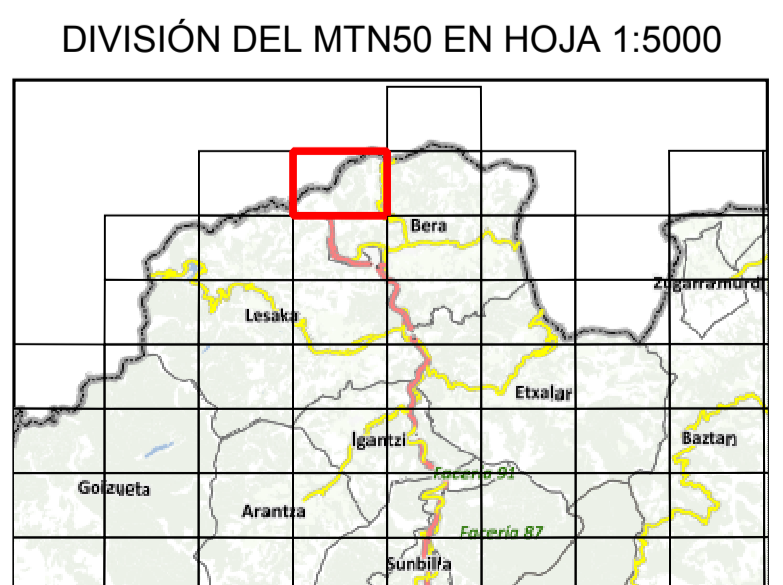 DIVISIÓN DEL MTN50 EN HOJA 1:5000
Bera
Zugarramurdi
Lesaka
Etxalar
Igantzi
Baztan
Facería 91
Goizueta
Arantza
Facería 87
Sunbilla